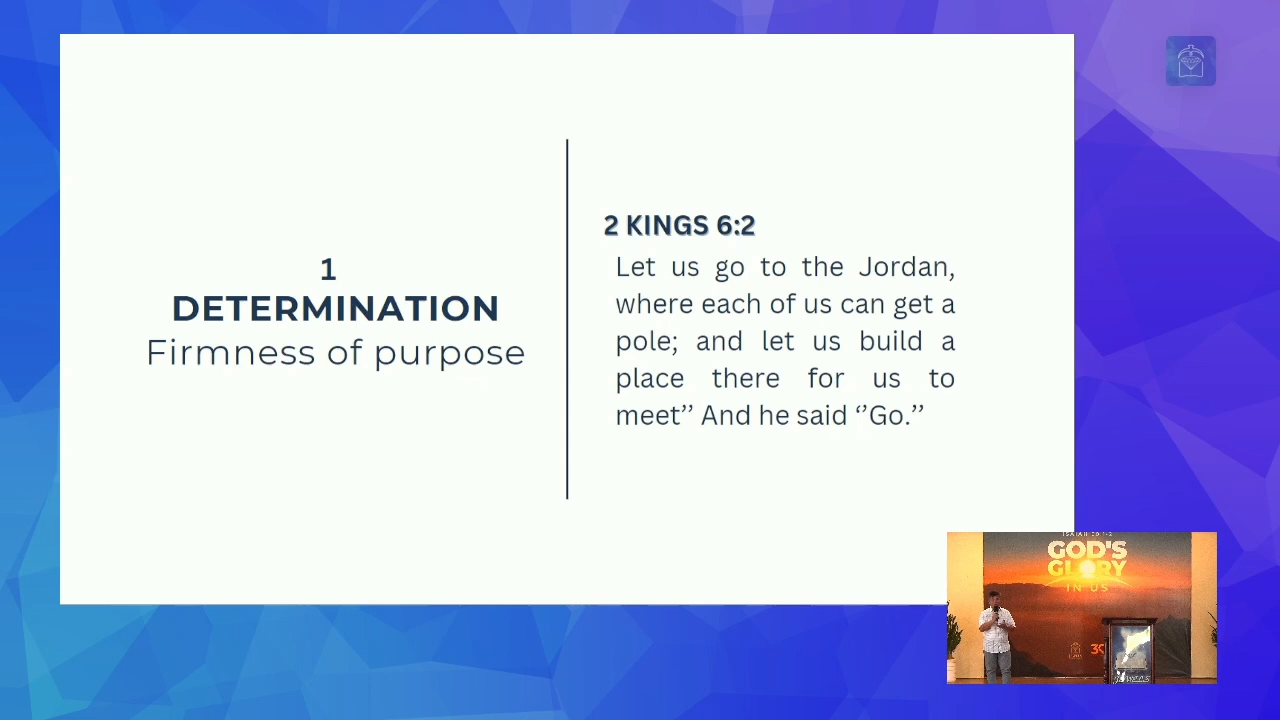 1
DETERMINATION
Firmness of purpose
2 KINGS 6:2
Let us go to the Jordan,
where each of us can get a
pole; and let us build a
place there for us to
meet’’ And he said ‘’Go.’’
GOD'S
GLORY
IN US